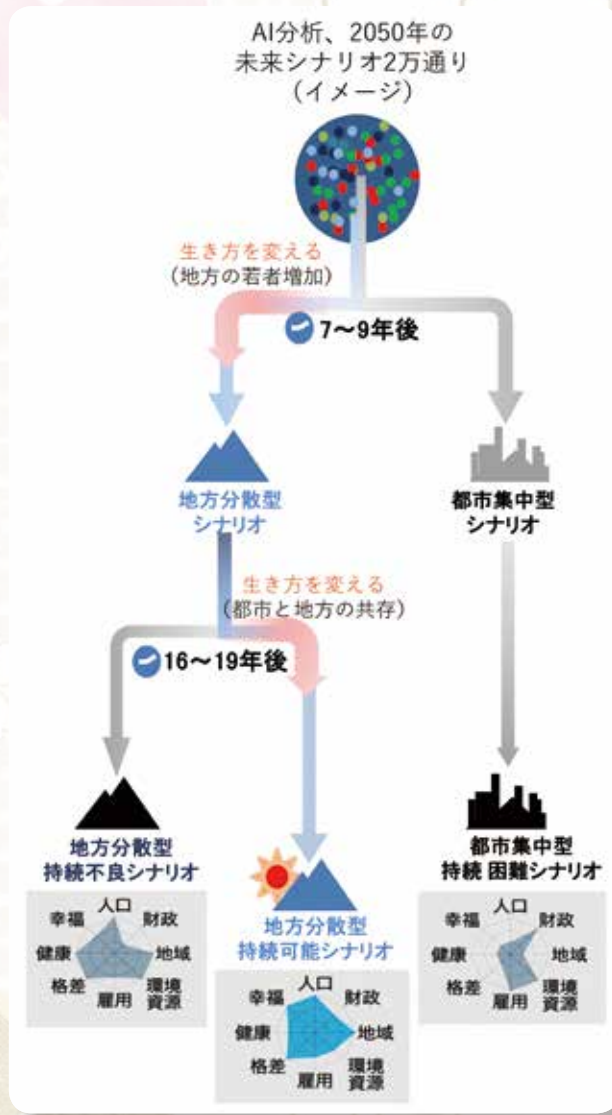 AI分析、2050年の
未来シナリオ2万通り
（イメージ）
生き方を変える
（地方の若者増加）
7〜9年後
地方分散型
シナリオ
都市集中型
シナリオ
生き方を変える
（都市と地方の共存）
16〜19年後
地方分散型
持続不良シナリオ
人口
財政
地域
環境
資源
雇用
格差
健康
幸福
地方分散型
持続可能シナリオ
人口
財政
地域
環境
資源
雇用
格差
健康
幸福
都市集中型
持続 困難シナリオ
人口
財政
地域
環境
資源
雇用
格差
健康
幸福